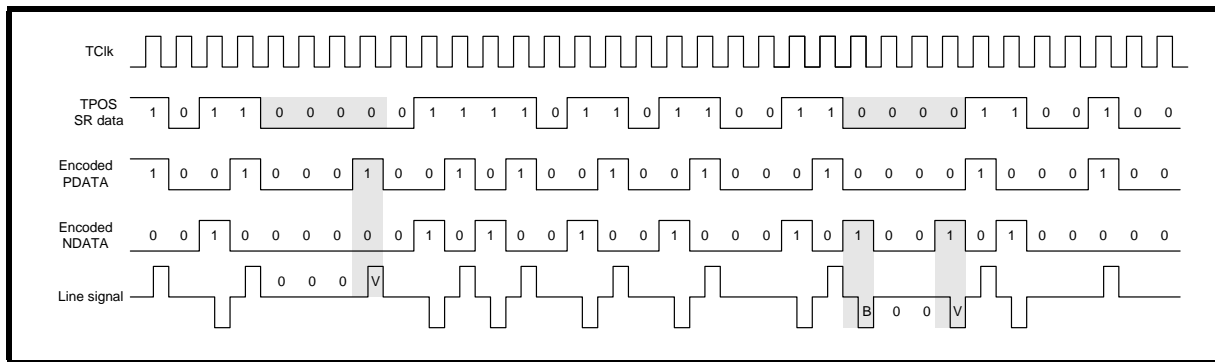 TClk
TPOS
SR data
1 0 1 1 0 0 0 0 0 1 1 1 1 0 1 1 0 1 1 0 0 1 1 0 0 0 0 1 1 0 0 1 0 0
Encoded
PDATA
1 0 0 1 0 0 0 1 0 0 1 0 1 0 0 1 0 0 1 0 0 0 1 0 0 0 0 1 0 0 0 1 0 0
Encoded
NDATA
0 0 1 0 0 0 0 0 0 1 0 1 0 0 1 0 0 1 0 0 0 1 0 1 0 0 1 0 1 0 0 0 0 0
Line signal
0 0 0 V
B 0 0 V